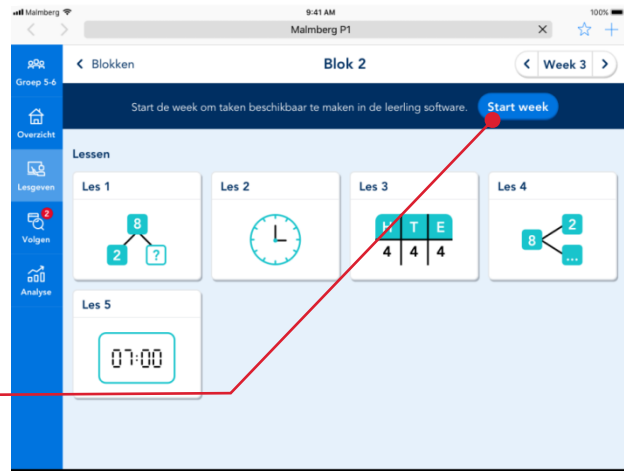 Malmberg 9:41 AM 100%
Malmberg P1
Groep 5-6
Overzicht
Lesgeven
2
Volgen
Analyse
Blokken Blok 2 Week 3
Start de week om taken beschikbaar te maken in de leerling software. Start week
Lessen
Les 1 Les 2 Les 3 Les 4
8
2 ?
H T E
4 4 4
8 2
...
Les 5
07:00